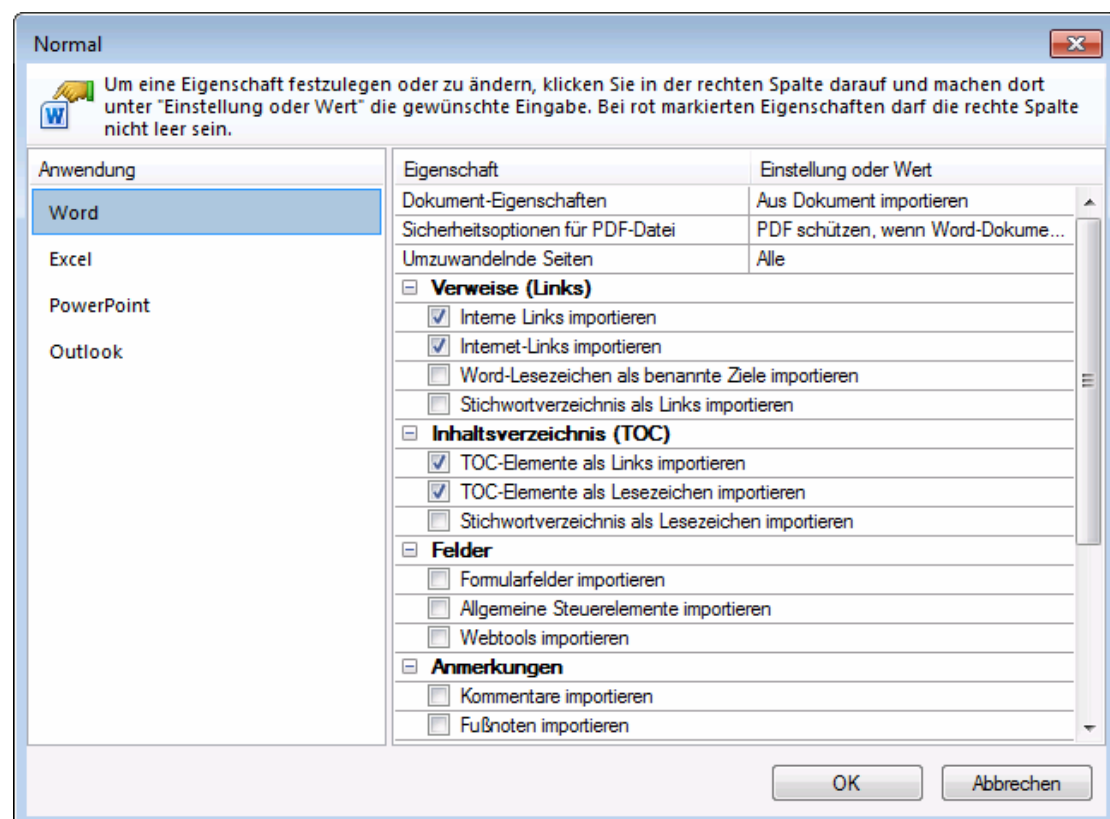 Normal
Um eine Eigenschaft festzulegen oder zu ändern, klicken Sie in der rechten Spalte darauf und machen dort
unter "Einstellung oder Wert" die gewünschte Eingabe. Bei rot markierten Eigenschaften darf die rechte Spalte
nicht leer sein.
Anwendung
Word
Excel
PowerPoint
Outlook
Eigenschaft Einstellung oder Wert
Dokument-Eigenschaften Aus Dokument importieren
Sicherheitsoptionen für PDF-Datei PDF schützen, wenn Word-Dokume...
Umzuwandelnde Seiten Alle
Verweise (Links)
Interne Links importieren
Internet-Links importieren
Word-Lesezeichen als benannte Ziele importieren
Stichwortverzeichnis als Links importieren
Inhaltsverzeichnis (TOC)
TOC-Elemente als Links importieren
TOC-Elemente als Lesezeichen importieren
Stichwortverzeichnis als Lesezeichen importieren
Felder
Formularfelder importieren
Allgemeine Steuerelemente importieren
Webtools importieren
Anmerkungen
Kommentare importieren
Fußnoten importieren
OK Abbrechen